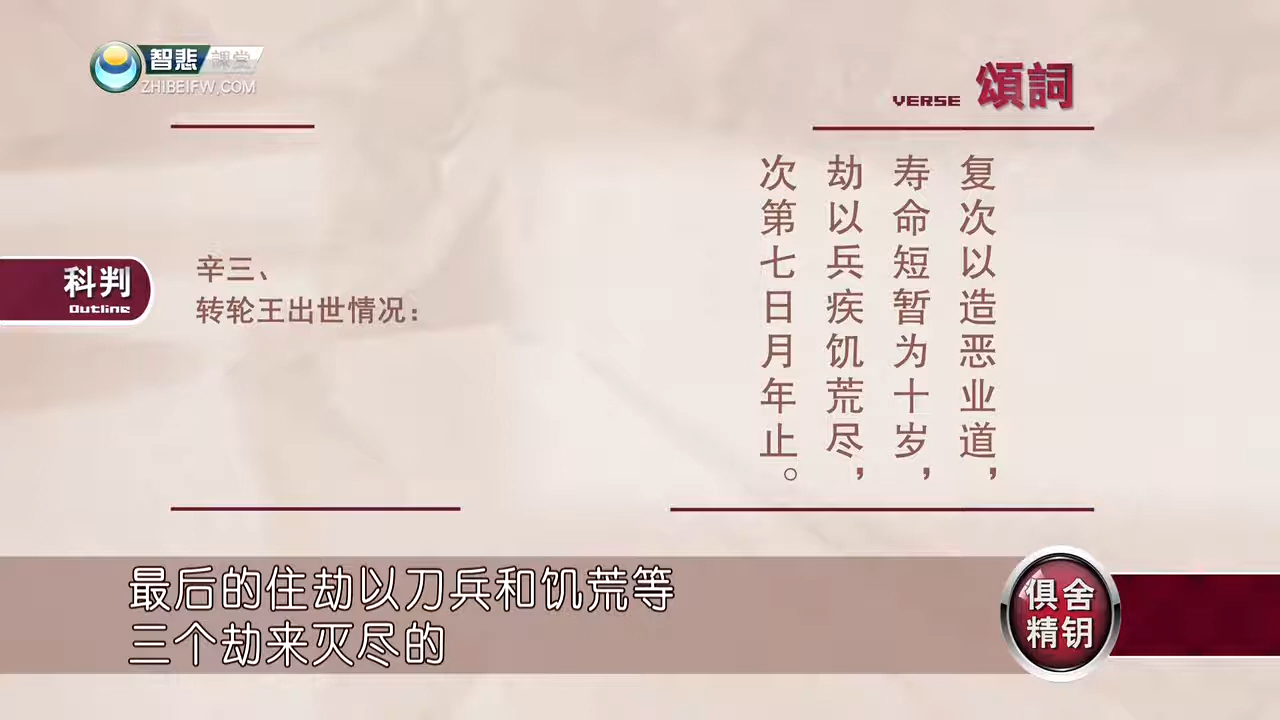 智悲課堂
ZHIBEIFW.COM
VERSE 頌詞
复次以造恶业道，
寿命短暂为十岁，
劫以兵疾饥荒尽，
次第七日月年止。
科判
Outline
辛三、
转轮王出世情况：
最后的住劫以刀兵和饥荒等
三个劫来灭尽的
俱舍
精钥